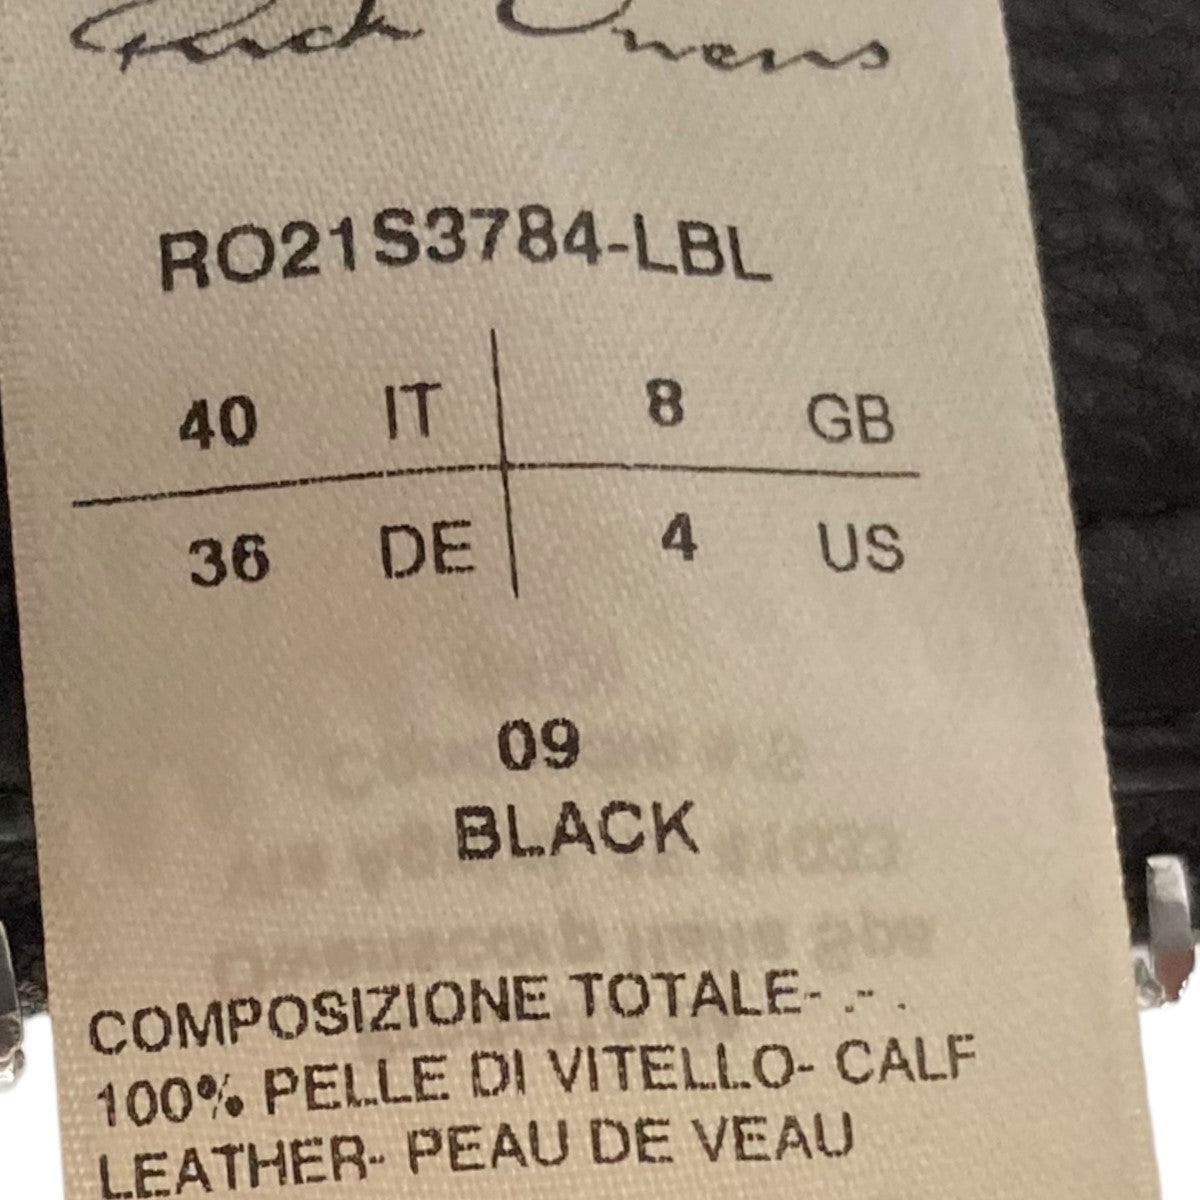 Rick Owens
RO21S3784-LBL
40 IT 8 GB
36 DE 4 US
09
BLACK
COMPOSIZIONE TOTALE- .- .
100% PELLE DI VITELLO- CALF
LEATHER- PEAU DE VEAU